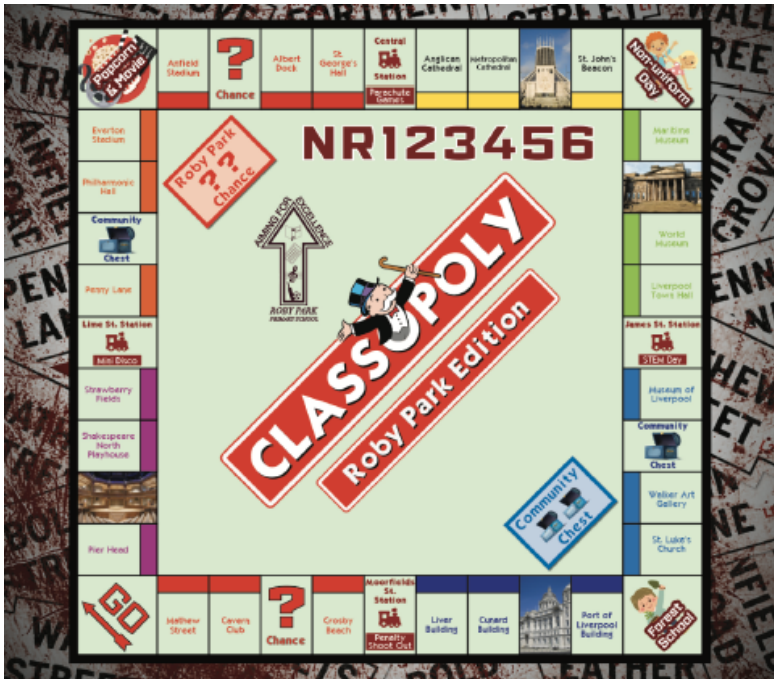 Popcorn
& Movie
Anfield
Stadium
?
Chance
Albert
Dock
St.
George's
Hall
Central
Station
Parachute
Games
Anglican
Cathedral
Metropolitan
Cathedral
St. John's
Beacon
Non-uniform
Day
Everton
Stadium
Philharmonic
Hall
Community
Chest
Penny Lane
Lime St. Station
Mini Disco
Strawberry
Fields
Shakespeare
North
Playhouse
Pier Head
Roby Park
? ?
Chance
NR123456
AIMING FOR EXCELLENCE
ROBY PARK
PRIMARY SCHOOL
CLASSOPOLY
Roby Park Edition
Community
Chest
Maritime
Museum
World
Museum
Liverpool
Town Hall
James St. Station
STEM Day
Museum of
Liverpool
Community
Chest
Walker Art
Gallery
St. Luke's
Church
GO
Mathew
Street
Cavern
Club
?
Chance
Crosby
Beach
Moorfields
St.
Station
Penalty
Shoot Out
Liver
Building
Cunard
Building
Port of
Liverpool
Building
Forest
School